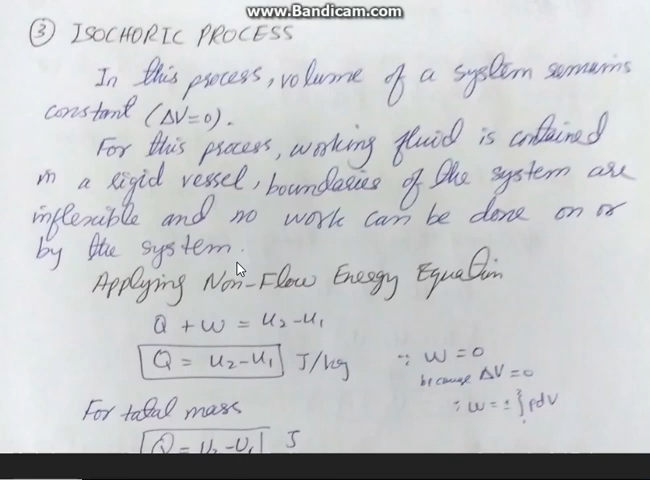 www.Bandicam.com
③ ISOCHORIC PROCESS
In this process, volume of a system remains
constant (ΔV=0).
For this process, working fluid is contained
in a rigid vessel, boundaries of the system are
inflexible and no work can be done on or
by the system.
Applying Non-Flow Energy Equation
Q + W = u₂-u₁
Q = u₂-u₁ J/kg ∵ W=0
because ΔV=0
∵ W = ± ∫ pdV
For total mass
Q = U₂-U₁ J